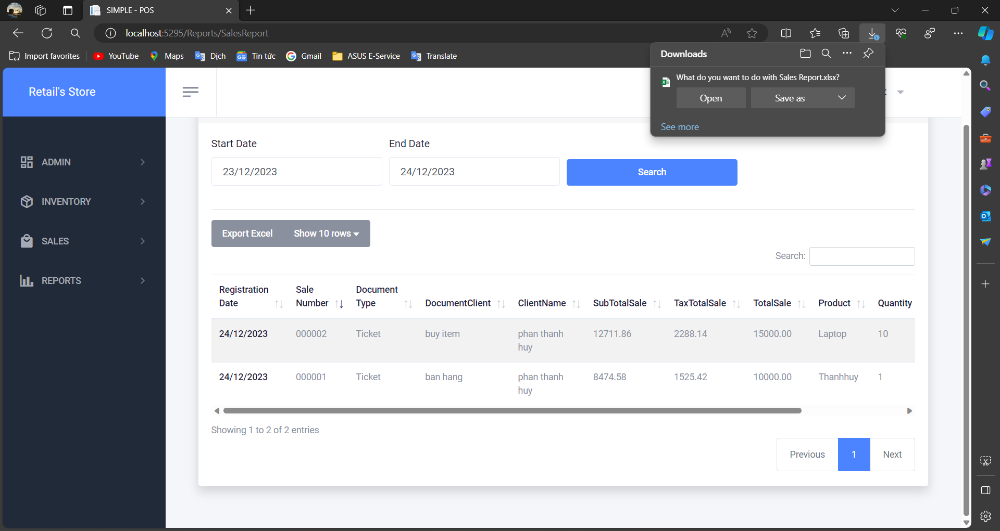 SIMPLE - POS
localhost:5295/Reports/SalesReport
Import favorites YouTube Maps Dịch Tin tức Gmail ASUS E-Service Translate
Downloads
What do you want to do with Sales Report.xlsx?
Open Save as
See more
Retail's Store
ADMIN
INVENTORY
SALES
REPORTS
Start Date End Date
23/12/2023 24/12/2023 Search
Export Excel Show 10 rows
Search:
Registration Date Sale Number Document Type DocumentClient ClientName SubTotalSale TaxTotalSale TotalSale Product Quantity
24/12/2023 000002 Ticket buy item phan thanh huy 12711.86 2288.14 15000.00 Laptop 10
24/12/2023 000001 Ticket ban hang phan thanh huy 8474.58 1525.42 10000.00 Thanhhuy 1
Showing 1 to 2 of 2 entries
Previous 1 Next